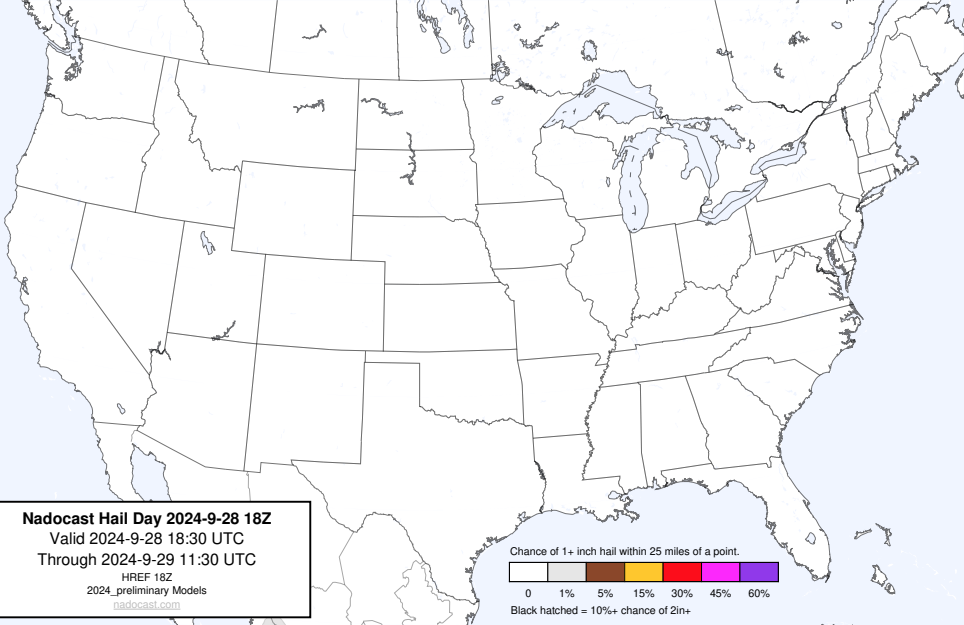 Nadocast Hail Day 2024-9-28 18Z
Valid 2024-9-28 18:30 UTC
Through 2024-9-29 11:30 UTC
HREF 18Z
2024_preliminary Models
nadocast.com
Chance of 1+ inch hail within 25 miles of a point.
0 1% 5% 15% 30% 45% 60%
Black hatched = 10%+ chance of 2in+